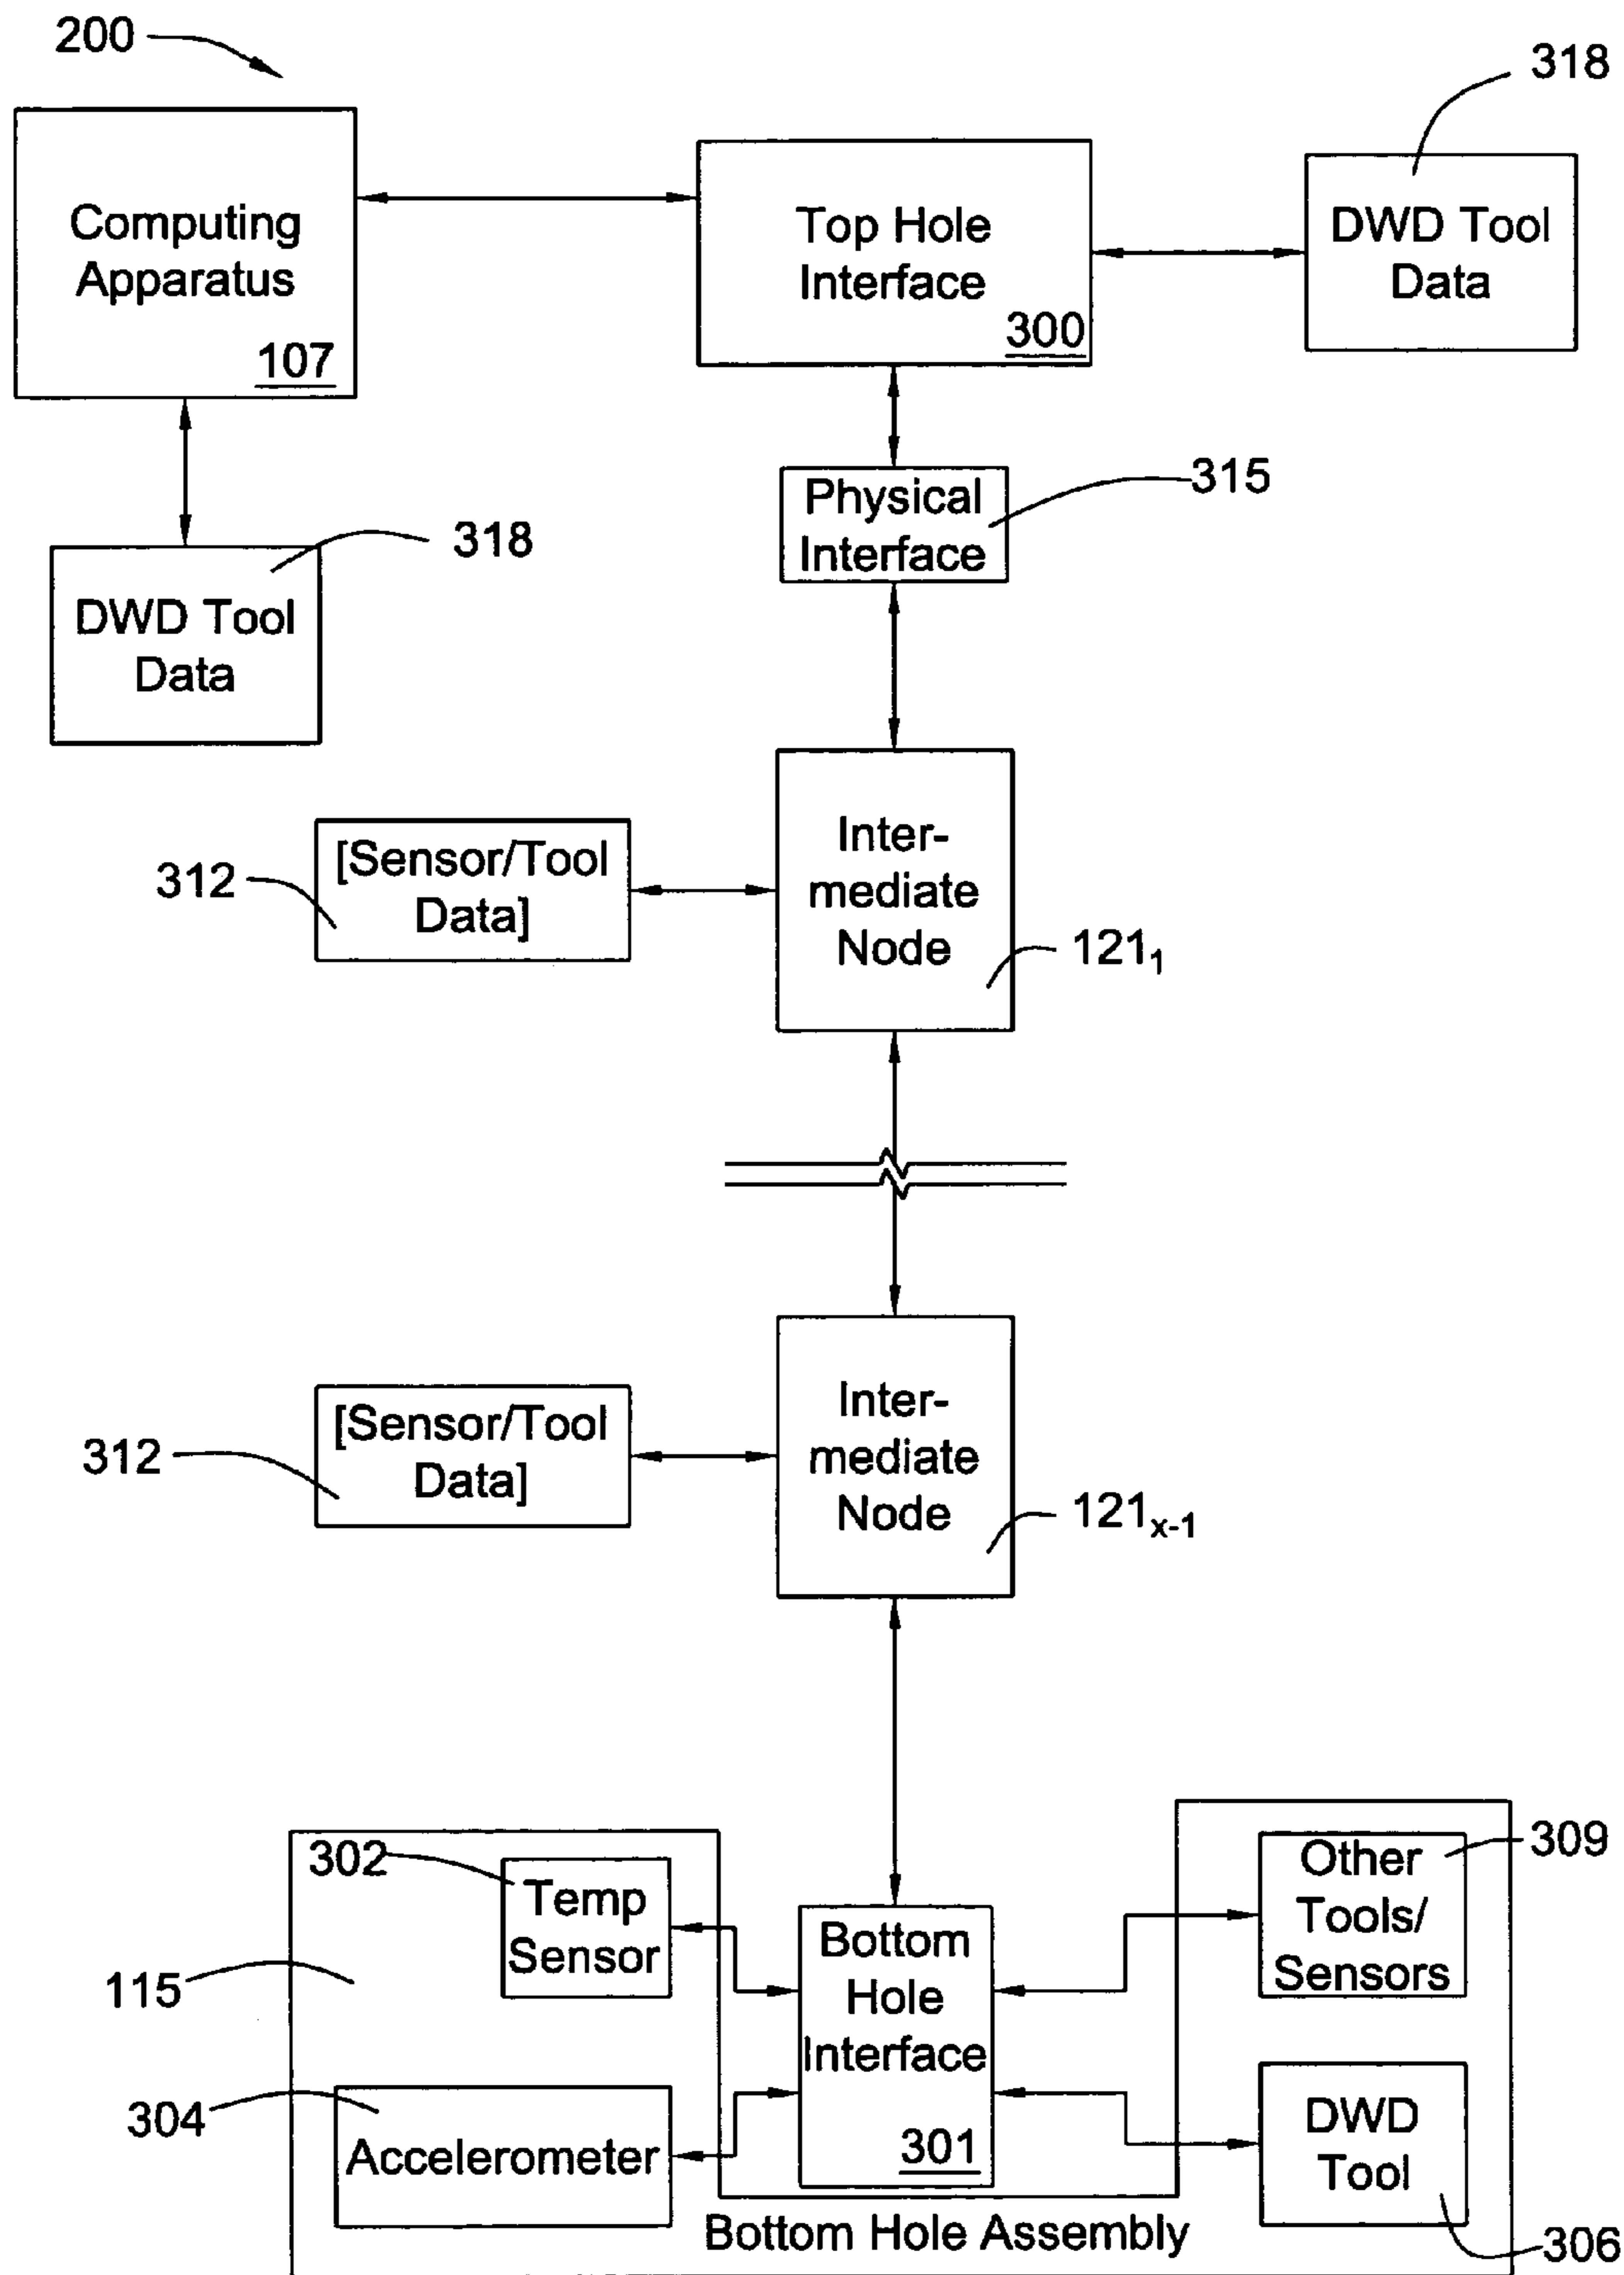 200
318
Computing
Apparatus
107
Top Hole
Interface
300
DWD Tool
Data
Physical
Interface
315
318
DWD Tool
Data
[Sensor/Tool
Data]
312
Inter-
mediate
Node
121₁
[Sensor/Tool
Data]
312
Inter-
mediate
Node
121ₓ₋₁
302
Temp
Sensor
115
304
Accelerometer
Bottom
Hole
Interface
301
Other
Tools/
Sensors
309
DWD
Tool
306
Bottom Hole Assembly